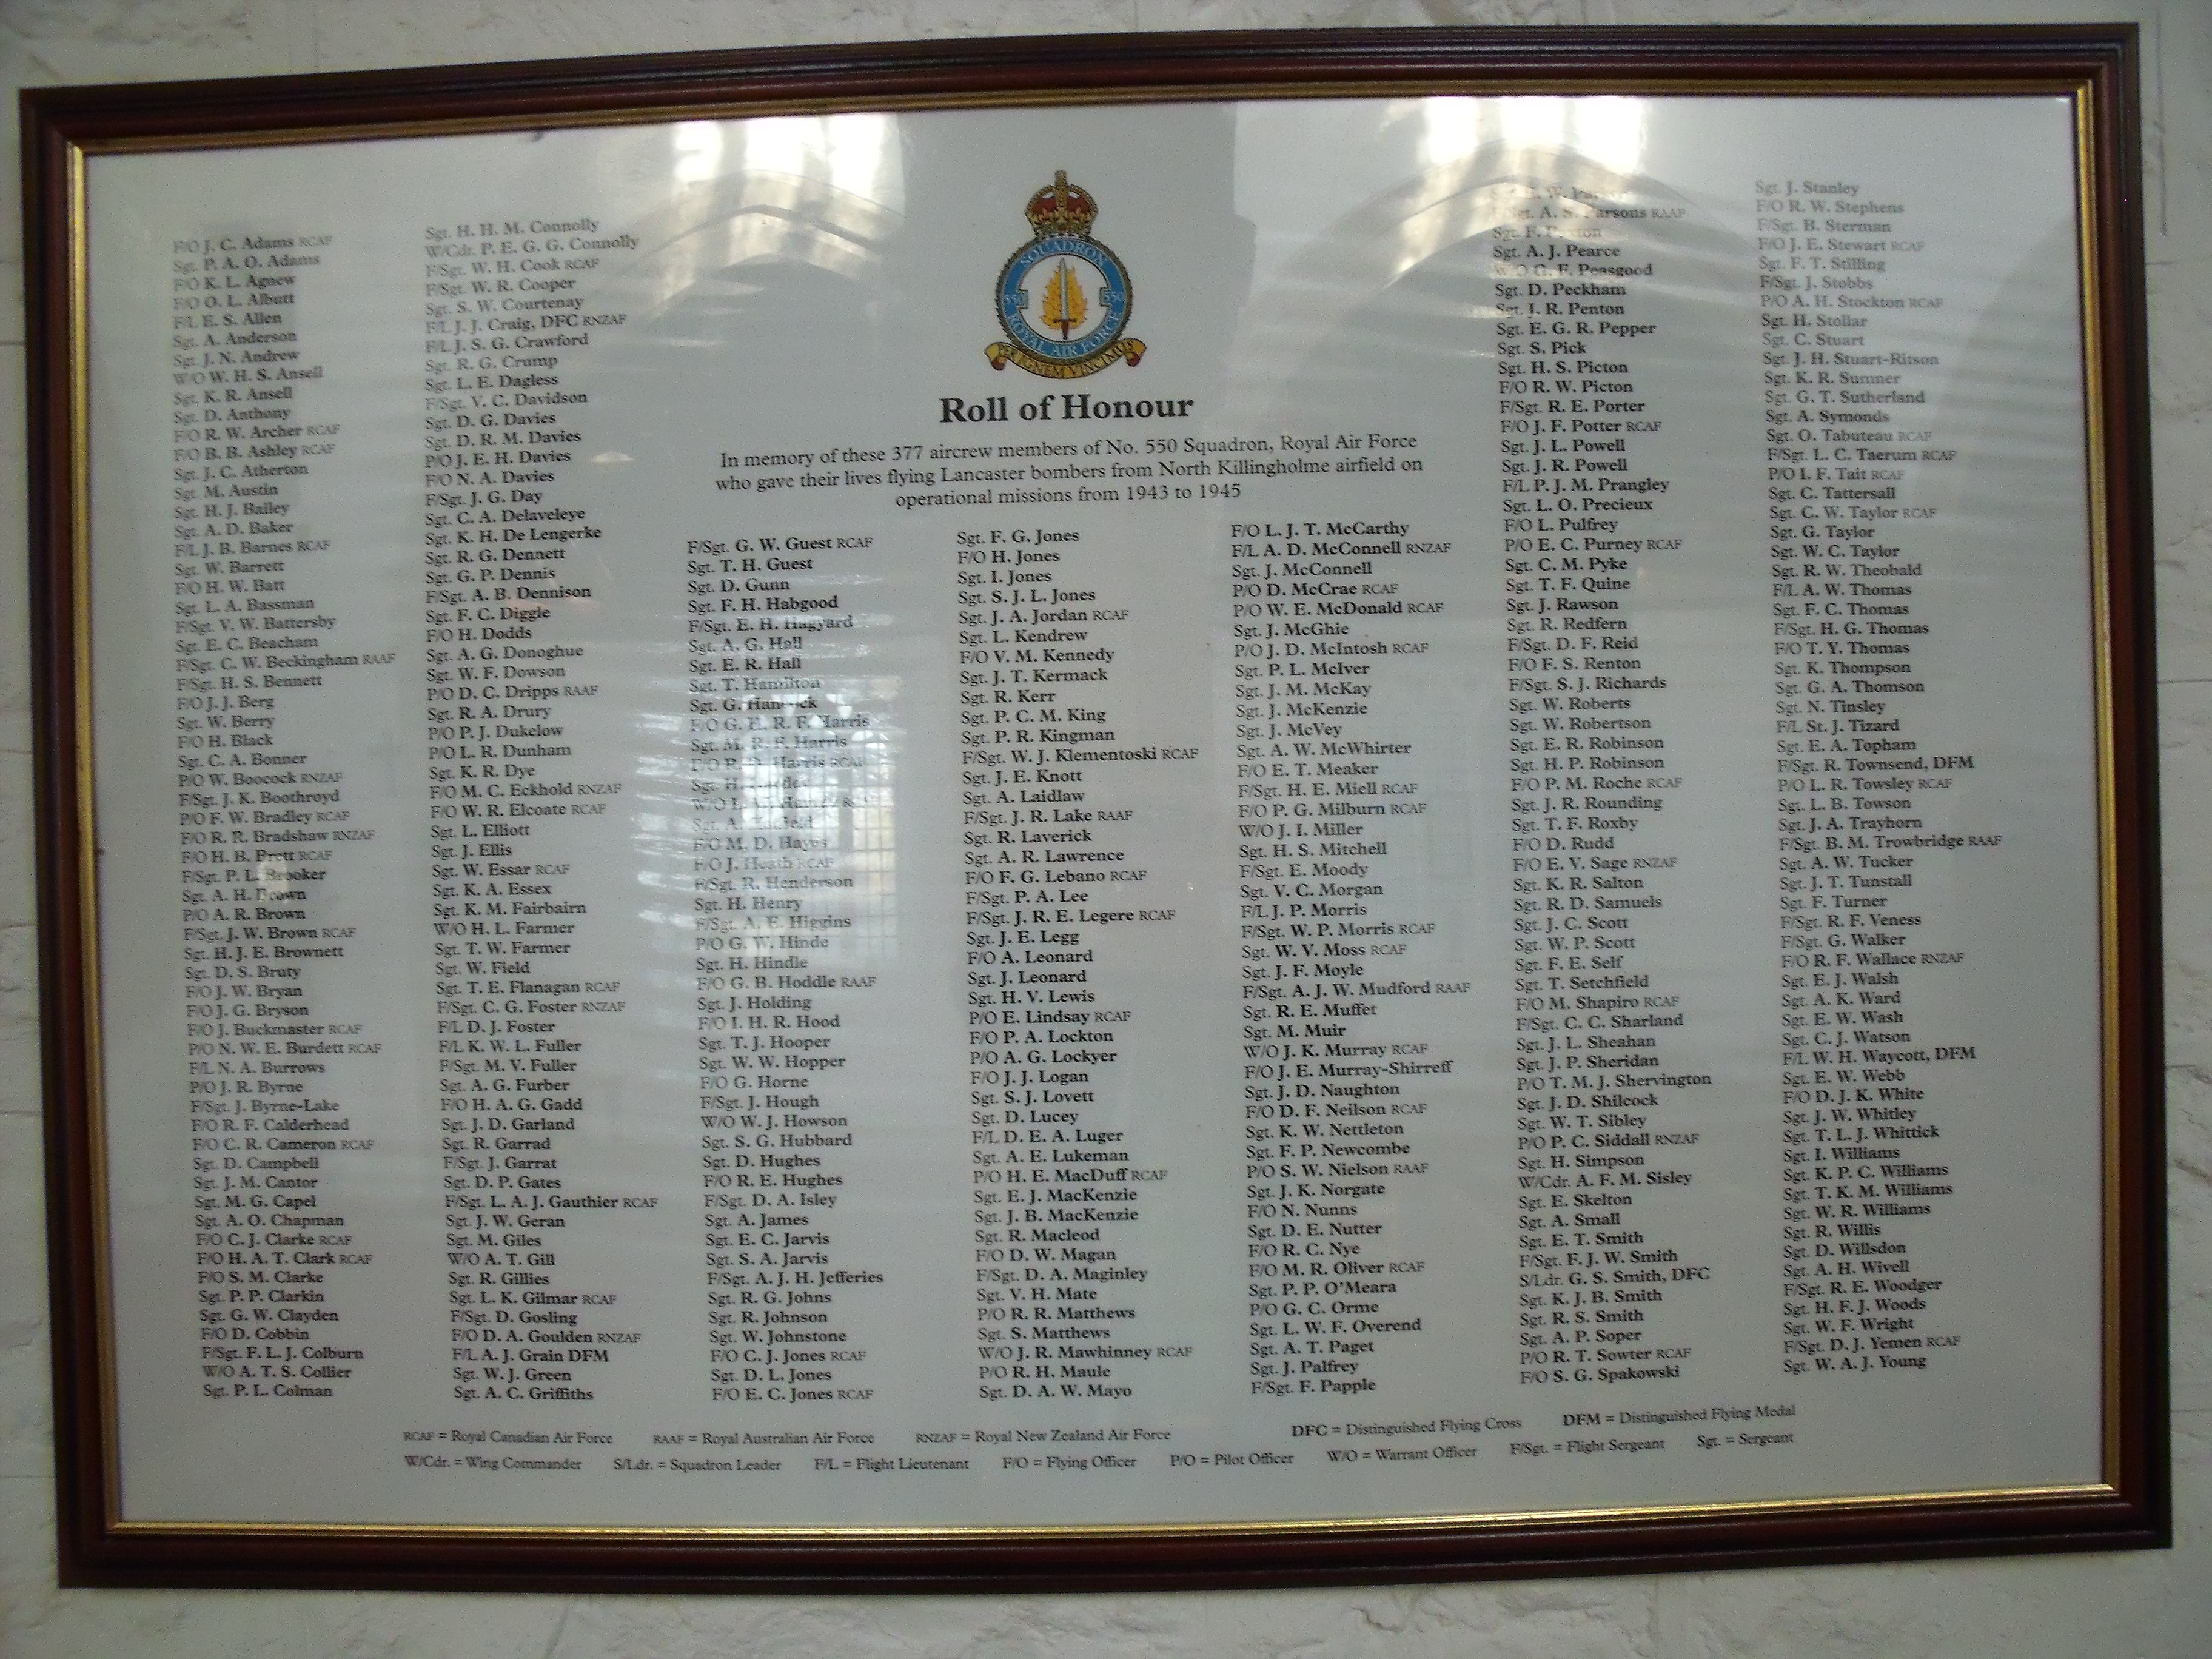 SQUADRON
550 550
ROYAL AIR FORCE
PER IGNEM VINCIMUS
Roll of Honour
In memory of these 377 aircrew members of No. 550 Squadron, Royal Air Force
who gave their lives flying Lancaster bombers from North Killingholme airfield on
operational missions from 1943 to 1945
F/O J. C. Adams RCAF
Sgt. P. A. O. Adams
F/O K. L. Agnew
F/O O. L. Albutt
F/L E. S. Allen
Sgt. A. Anderson
Sgt. J. N. Andrew
W/O W. H. S. Ansell
Sgt. K. R. Ansell
Sgt. D. Anthony
F/O R. W. Archer RCAF
F/O B. B. Ashley RCAF
Sgt. J. C. Atherton
Sgt. M. Austin
Sgt. H. J. Bailey
Sgt. A. D. Baker
F/L J. B. Barnes RCAF
Sgt. W. Barrett
F/O H. W. Batt
Sgt. L. A. Bassman
F/Sgt. V. W. Battersby
Sgt. E. C. Beacham
F/Sgt. C. W. Beckingham RAAF
F/Sgt. H. S. Bennett
F/O J. J. Berg
Sgt. W. Berry
F/O H. Black
Sgt. C. A. Bonner
P/O W. Boocock RNZAF
F/Sgt. J. K. Boothroyd
P/O F. W. Bradley RCAF
F/O R. R. Bradshaw RNZAF
F/O H. B. Brett RCAF
F/Sgt. P. L. Brooker
Sgt. A. H. Brown
P/O A. R. Brown
F/Sgt. J. W. Brown RCAF
Sgt. H. J. E. Brownett
Sgt. D. S. Bruty
F/O J. W. Bryan
F/O J. G. Bryson
F/O J. Buckmaster RCAF
P/O N. W. E. Burdett RCAF
F/L N. A. Burrows
P/O J. R. Byrne
F/Sgt. J. Byrne-Lake
F/O R. F. Calderhead
F/O C. R. Cameron RCAF
Sgt. D. Campbell
Sgt. J. M. Cantor
Sgt. M. G. Capel
Sgt. A. O. Chapman
F/O C. J. Clarke RCAF
F/O H. A. T. Clark RCAF
F/O S. M. Clarke
Sgt. P. P. Clarkin
Sgt. G. W. Clayden
F/O D. Cobbin
F/Sgt. F. L. J. Colburn
W/O A. T. S. Collier
Sgt. P. L. Colman
Sgt. H. H. M. Connolly
W/Cdr. P. E. G. G. Connolly
F/Sgt. W. H. Cook RCAF
F/Sgt. W. R. Cooper
Sgt. S. W. Courtenay
F/L J. J. Craig, DFC RNZAF
F/L J. S. G. Crawford
Sgt. R. G. Crump
Sgt. L. E. Dagless
F/Sgt. V. C. Davidson
Sgt. D. G. Davies
Sgt. D. R. M. Davies
P/O J. E. H. Davies
F/O N. A. Davies
F/Sgt. J. G. Day
Sgt. C. A. Delaveleye
Sgt. K. H. De Lengerke
Sgt. R. G. Dennett
Sgt. G. P. Dennis
F/Sgt. A. B. Dennison
Sgt. F. C. Diggle
F/O H. Dodds
Sgt. A. G. Donoghue
Sgt. W. F. Dowson
P/O D. C. Dripps RAAF
Sgt. R. A. Drury
P/O P. J. Dukelow
P/O L. R. Dunham
Sgt. K. R. Dye
F/O M. C. Eckhold RNZAF
F/O W. R. Elcoate RCAF
Sgt. L. Elliott
Sgt. J. Ellis
Sgt. W. Essar RCAF
Sgt. K. A. Essex
Sgt. K. M. Fairbairn
W/O H. L. Farmer
Sgt. T. W. Farmer
Sgt. W. Field
Sgt. T. E. Flanagan RCAF
F/Sgt. C. G. Foster RNZAF
F/L D. J. Foster
F/L K. W. L. Fuller
F/Sgt. M. V. Fuller
Sgt. A. G. Furber
F/O H. A. G. Gadd
Sgt. J. D. Garland
Sgt. R. Garrad
F/Sgt. J. Garrat
Sgt. D. P. Gates
F/Sgt. L. A. J. Gauthier RCAF
Sgt. J. W. Geran
Sgt. M. Giles
W/O A. T. Gill
Sgt. R. Gillies
Sgt. L. K. Gilmar RCAF
F/Sgt. D. Gosling
F/O D. A. Goulden RNZAF
F/L A. J. Grain DFM
Sgt. W. J. Green
Sgt. A. C. Griffiths
F/Sgt. G. W. Guest RCAF
Sgt. T. H. Guest
Sgt. D. Gunn
Sgt. F. H. Habgood
F/Sgt. E. H. Hagyard
Sgt. A. G. Hall
Sgt. E. R. Hall
Sgt. T. Hamilton
Sgt. G.
F/O G. E. R. F. Harris
Sgt. M. R. F. Harris
Harris RCAF
Sgt. H.
W/O L.
Sgt. A.
F/O M. D. Hayes
F/O J. Heath RCAF
F/Sgt. R. Henderson
Sgt. H. Henry
F/Sgt. A. E. Higgins
P/O G. W. Hinde
Sgt. H. Hindle
F/O G. B. Hoddle RAAF
Sgt. J. Holding
F/O I. H. R. Hood
Sgt. T. J. Hooper
Sgt. W. W. Hopper
F/O G. Horne
F/Sgt. J. Hough
W/O W. J. Howson
Sgt. S. G. Hubbard
Sgt. D. Hughes
F/O R. E. Hughes
F/Sgt. D. A. Isley
Sgt. A. James
Sgt. E. C. Jarvis
Sgt. S. A. Jarvis
F/Sgt. A. J. H. Jefferies
Sgt. R. G. Johns
Sgt. R. Johnson
Sgt. W. Johnstone
F/O C. J. Jones RCAF
Sgt. D. L. Jones
F/O E. C. Jones RCAF
Sgt. F. G. Jones
F/O H. Jones
Sgt. I. Jones
Sgt. S. J. L. Jones
Sgt. J. A. Jordan RCAF
Sgt. L. Kendrew
F/O V. M. Kennedy
Sgt. J. T. Kermack
Sgt. R. Kerr
Sgt. P. C. M. King
Sgt. P. R. Kingman
F/Sgt. W. J. Klementoski RCAF
Sgt. J. E. Knott
Sgt. A. Laidlaw
F/Sgt. J. R. Lake RAAF
Sgt. R. Laverick
Sgt. A. R. Lawrence
F/O F. G. Lebano RCAF
F/Sgt. P. A. Lee
F/Sgt. J. R. E. Legere RCAF
Sgt. J. E. Legg
F/O A. Leonard
Sgt. J. Leonard
Sgt. H. V. Lewis
P/O E. Lindsay RCAF
F/O P. A. Lockton
P/O A. G. Lockyer
F/O J. J. Logan
Sgt. S. J. Lovett
Sgt. D. Lucey
F/L D. E. A. Luger
Sgt. A. E. Lukeman
P/O H. E. MacDuff RCAF
Sgt. E. J. MacKenzie
Sgt. J. B. MacKenzie
Sgt. R. Macleod
F/O D. W. Magan
F/Sgt. D. A. Maginley
Sgt. V. H. Mate
P/O R. R. Matthews
Sgt. S. Matthews
W/O J. R. Mawhinney RCAF
P/O R. H. Maule
Sgt. D. A. W. Mayo
F/O L. J. T. McCarthy
F/L A. D. McConnell RNZAF
Sgt. J. McConnell
P/O D. McCrae RCAF
P/O W. E. McDonald RCAF
Sgt. J. McGhie
P/O J. D. McIntosh RCAF
Sgt. P. L. McIver
Sgt. J. M. McKay
Sgt. J. McKenzie
Sgt. J. McVey
Sgt. A. W. McWhirter
F/O E. T. Meaker
F/Sgt. H. E. Miell RCAF
F/O P. G. Milburn RCAF
W/O J. I. Miller
Sgt. H. S. Mitchell
F/Sgt. E. Moody
Sgt. V. C. Morgan
F/L J. P. Morris
F/Sgt. W. P. Morris RCAF
Sgt. W. V. Moss RCAF
Sgt. J. F. Moyle
F/Sgt. A. J. W. Mudford RAAF
Sgt. R. E. Muffet
Sgt. M. Muir
W/O J. K. Murray RCAF
F/O J. E. Murray-Shirreff
Sgt. J. D. Naughton
F/O D. F. Neilson RCAF
Sgt. K. W. Nettleton
Sgt. F. P. Newcombe
P/O S. W. Nielson RAAF
Sgt. J. K. Norgate
F/O N. Nunns
Sgt. D. E. Nutter
F/O R. C. Nye
F/O M. R. Oliver RCAF
Sgt. P. P. O'Meara
P/O G. C. Orme
Sgt. L. W. F. Overend
Sgt. A. T. Paget
Sgt. J. Palfrey
F/Sgt. F. Papple
W.
A. S. Parsons RAAF
Sgt. F.
Sgt. A. J. Pearce
W/O G. F. Peasgood
Sgt. D. Peckham
Sgt. J. R. Penton
Sgt. E. G. R. Pepper
Sgt. S. Pick
Sgt. H. S. Picton
F/O R. W. Picton
F/Sgt. R. E. Porter
F/O J. F. Potter RCAF
Sgt. J. L. Powell
Sgt. J. R. Powell
F/L P. J. M. Prangley
Sgt. L. O. Precieux
F/O L. Pulfrey
P/O E. C. Purney RCAF
Sgt. C. M. Pyke
Sgt. T. F. Quine
Sgt. J. Rawson
Sgt. R. Redfern
F/Sgt. D. F. Reid
F/O F. S. Renton
F/Sgt. S. J. Richards
Sgt. W. Roberts
Sgt. W. Robertson
Sgt. E. R. Robinson
Sgt. H. P. Robinson
F/O P. M. Roche RCAF
Sgt. J. R. Rounding
Sgt. T. F. Roxby
F/O D. Rudd
F/O E. V. Sage RNZAF
Sgt. K. R. Salton
Sgt. R. D. Samuels
Sgt. J. C. Scott
Sgt. W. P. Scott
Sgt. F. E. Self
Sgt. T. Setchfield
F/O M. Shapiro RCAF
F/Sgt. C. C. Sharland
Sgt. J. L. Sheahan
Sgt. J. P. Sheridan
P/O T. M. J. Shervington
Sgt. J. D. Shilcock
Sgt. W. T. Sibley
P/O P. C. Siddall RNZAF
Sgt. H. Simpson
W/Cdr. A. F. M. Sisley
Sgt. E. Skelton
Sgt. A. Small
Sgt. E. T. Smith
F/Sgt. F. J. W. Smith
S/Ldr. G. S. Smith, DFC
Sgt. K. J. B. Smith
Sgt. R. S. Smith
Sgt. A. P. Soper
P/O R. T. Sowter RCAF
F/O S. G. Spakowski
Sgt. J. Stanley
F/O R. W. Stephens
F/Sgt. B. Sterman
F/O J. E. Stewart RCAF
Sgt. F. T. Stilling
F/Sgt. J. Stobbs
P/O A. H. Stockton RCAF
Sgt. H. Stollar
Sgt. C. Stuart
Sgt. J. H. Stuart-Ritson
Sgt. K. R. Sumner
Sgt. G. T. Sutherland
Sgt. A. Symonds
Sgt. O. Tabuteau RCAF
F/Sgt. L. C. Taerum RCAF
P/O I. F. Tait RCAF
Sgt. C. Tattersall
Sgt. C. W. Taylor RCAF
Sgt. G. Taylor
Sgt. W. C. Taylor
Sgt. R. W. Theobald
F/L A. W. Thomas
Sgt. F. C. Thomas
F/Sgt. H. G. Thomas
F/O T. Y. Thomas
Sgt. K. Thompson
Sgt. G. A. Thomson
Sgt. N. Tinsley
F/L St. J. Tizard
Sgt. E. A. Topham
F/Sgt. R. Townsend, DFM
P/O L. R. Towsley RCAF
Sgt. L. B. Towson
Sgt. J. A. Trayhorn
F/Sgt. B. M. Trowbridge RAAF
Sgt. A. W. Tucker
Sgt. J. T. Tunstall
Sgt. F. Turner
F/Sgt. R. F. Veness
F/Sgt. G. Walker
F/O R. F. Wallace RNZAF
Sgt. E. J. Walsh
Sgt. A. K. Ward
Sgt. E. W. Wash
Sgt. C. J. Watson
F/L W. H. Waycott, DFM
Sgt. E. W. Webb
F/O D. J. K. White
Sgt. J. W. Whitley
Sgt. T. L. J. Whittick
Sgt. I. Williams
Sgt. K. P. C. Williams
Sgt. T. K. M. Williams
Sgt. W. R. Williams
Sgt. R. Willis
Sgt. D. Willsdon
Sgt. A. H. Wivell
F/Sgt. R. E. Woodger
Sgt. H. F. J. Woods
Sgt. W. F. Wright
F/Sgt. D. J. Yemen RCAF
Sgt. W. A. J. Young
RCAF = Royal Canadian Air Force RAAF = Royal Australian Air Force RNZAF = Royal New Zealand Air Force DFC = Distinguished Flying Cross DFM = Distinguished Flying Medal
W/Cdr. = Wing Commander S/Ldr. = Squadron Leader F/L = Flight Lieutenant F/O = Flying Officer P/O = Pilot Officer W/O = Warrant Officer F/Sgt. = Flight Sergeant Sgt. = Sergeant